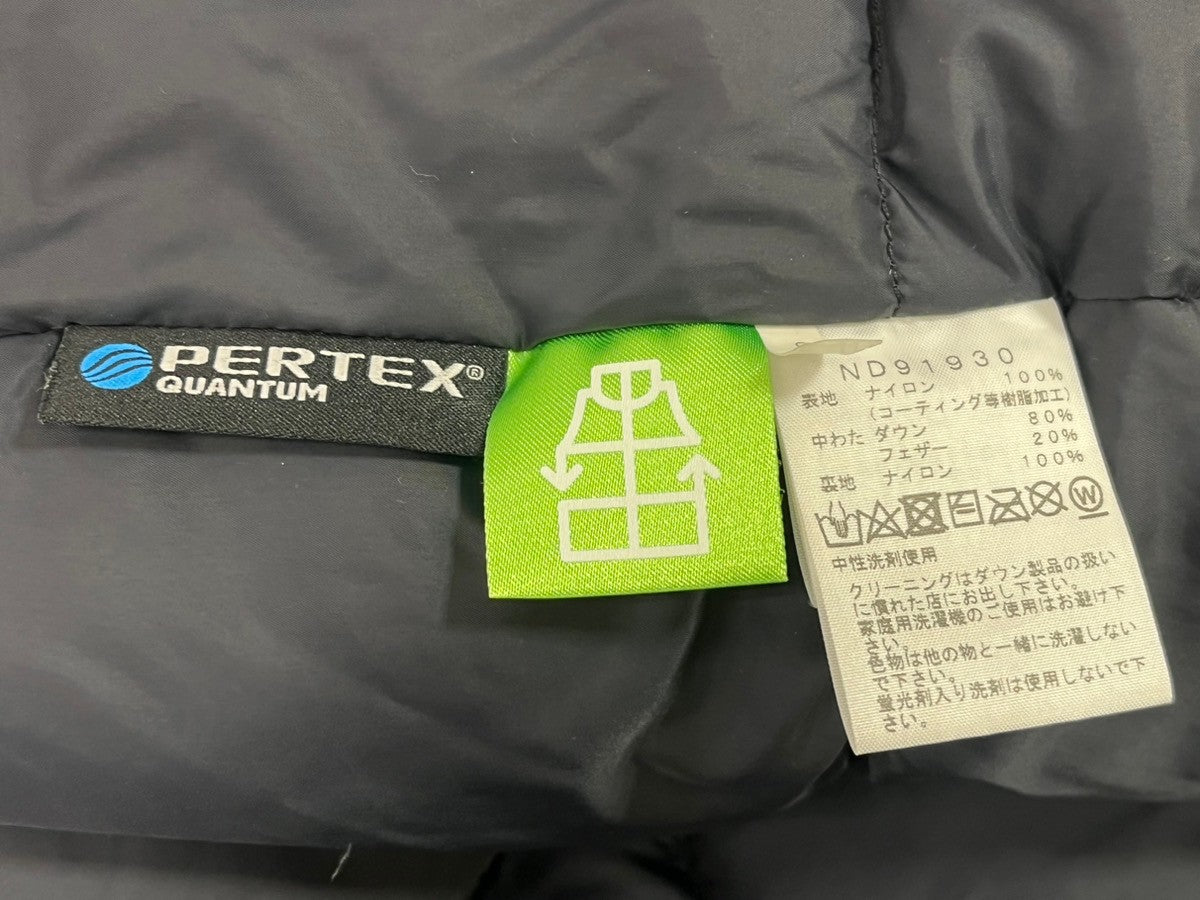 PERTEX®
QUANTUM
ND91930
表地 ナイロン 100%
(コーティング等樹脂加工)
中わた ダウン 80%
フェザー 20%
裏地 ナイロン 100%
W
中性洗剤使用
クリーニングはダウン製品の扱い
に慣れた店にお出し下さい。
家庭用洗濯機のご使用はお避け下
さい。
色物は他の物と一緒に洗濯しない
で下さい。
蛍光剤入り洗剤は使用しないで下
さい。